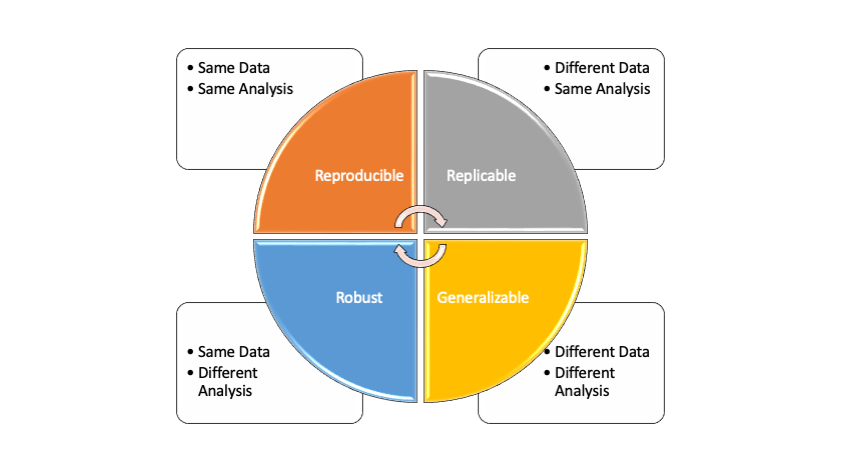 • Same Data
• Same Analysis
• Different Data
• Same Analysis
Reproducible
Replicable
Robust
Generalizable
• Same Data
• Different
Analysis
• Different Data
• Different
Analysis